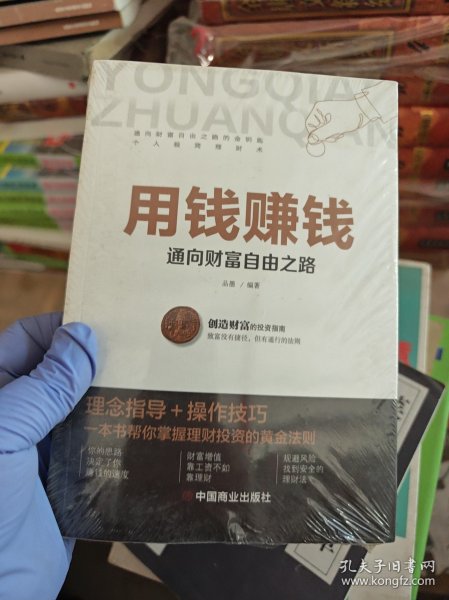 YONGQIAN
ZHUANQIAN
通向财富自由之路的金钥匙
个人投资理财术
用钱赚钱
通向财富自由之路
品墨 / 编著
创造财富的投资指南
致富没有捷径，但有通行的法则
理念指导+操作技巧
一本书帮你掌握理财投资的黄金法则
你的思路
决定了你
赚钱的速度
财富增值
靠工资不如
靠理财
规避风险
找到安全的
理财法
中国商业出版社
孔夫子旧书网
www.kongfz.com